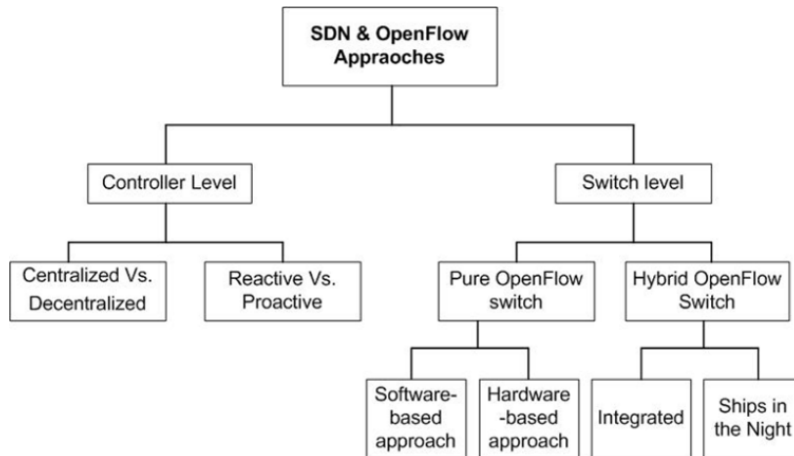 SDN & OpenFlow
Appraoches
Controller Level
Switch level
Centralized Vs.
Decentralized
Reactive Vs.
Proactive
Pure OpenFlow
switch
Hybrid OpenFlow
Switch
Software-
based
approach
Hardware
-based
approach
Integrated
Ships in
the Night